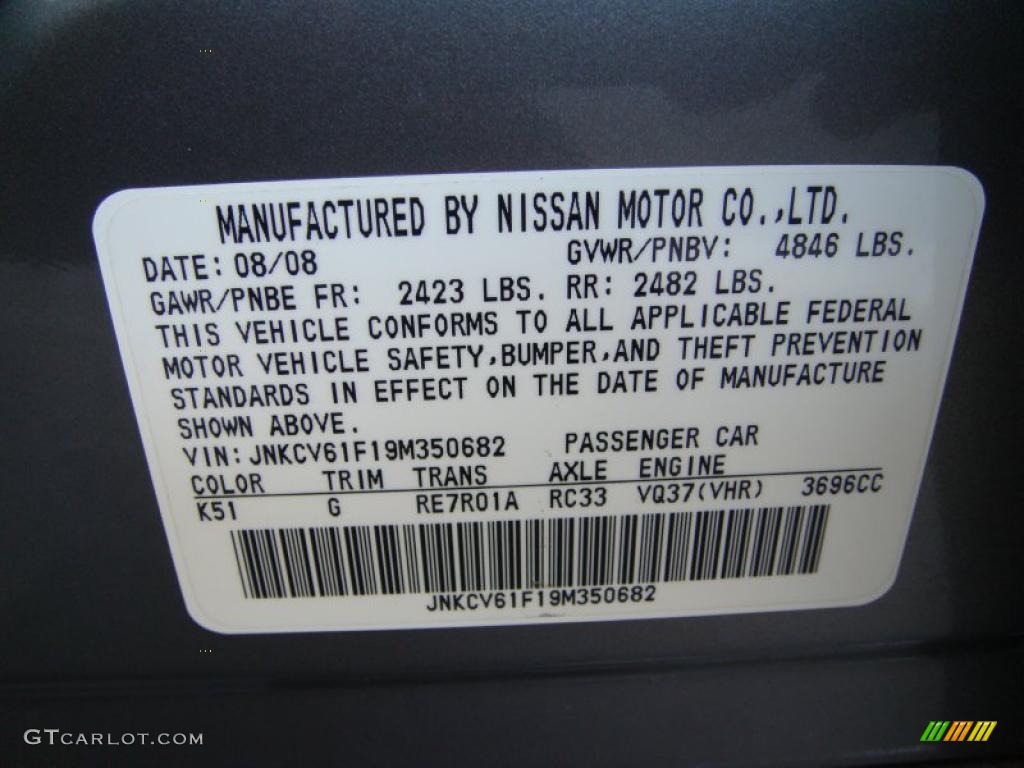 MANUFACTURED BY NISSAN MOTOR CO.,LTD.
DATE: 08/08 GVWR/PNBV: 4846 LBS.
GAWR/PNBE FR: 2423 LBS. RR: 2482 LBS.
THIS VEHICLE CONFORMS TO ALL APPLICABLE FEDERAL
MOTOR VEHICLE SAFETY,BUMPER,AND THEFT PREVENTION
STANDARDS IN EFFECT ON THE DATE OF MANUFACTURE
SHOWN ABOVE.
VIN:JNKCV61F19M350682 PASSENGER CAR
COLOR TRIM TRANS AXLE ENGINE
K51 G RE7R01A RC33 VQ37(VHR) 3696CC
JNKCV61F19M350682
GTCARLOT.COM